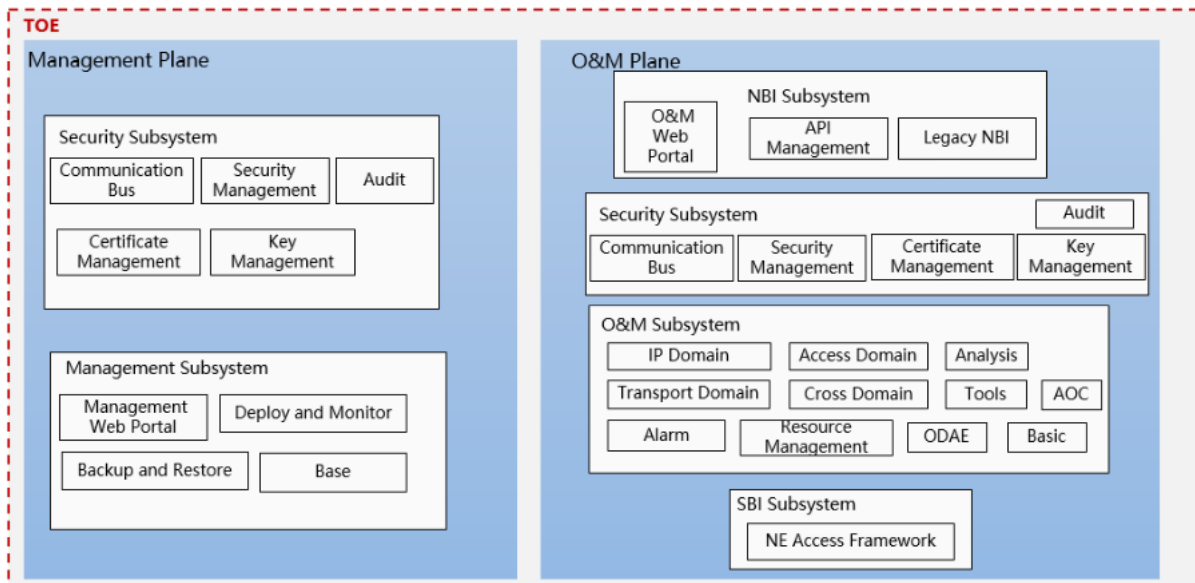 TOE
Management Plane
Security Subsystem
Communication
Bus
Security
Management
Audit
Certificate
Management
Key
Management
Management Subsystem
Management
Web Portal
Deploy and Monitor
Backup and Restore
Base
O&M Plane
NBI Subsystem
O&M
Web
Portal
API
Management
Legacy NBI
Security Subsystem
Audit
Communication
Bus
Security
Management
Certificate
Management
Key
Management
O&M Subsystem
IP Domain
Access Domain
Analysis
Transport Domain
Cross Domain
Tools
AOC
Alarm
Resource
Management
ODAE
Basic
SBI Subsystem
NE Access Framework